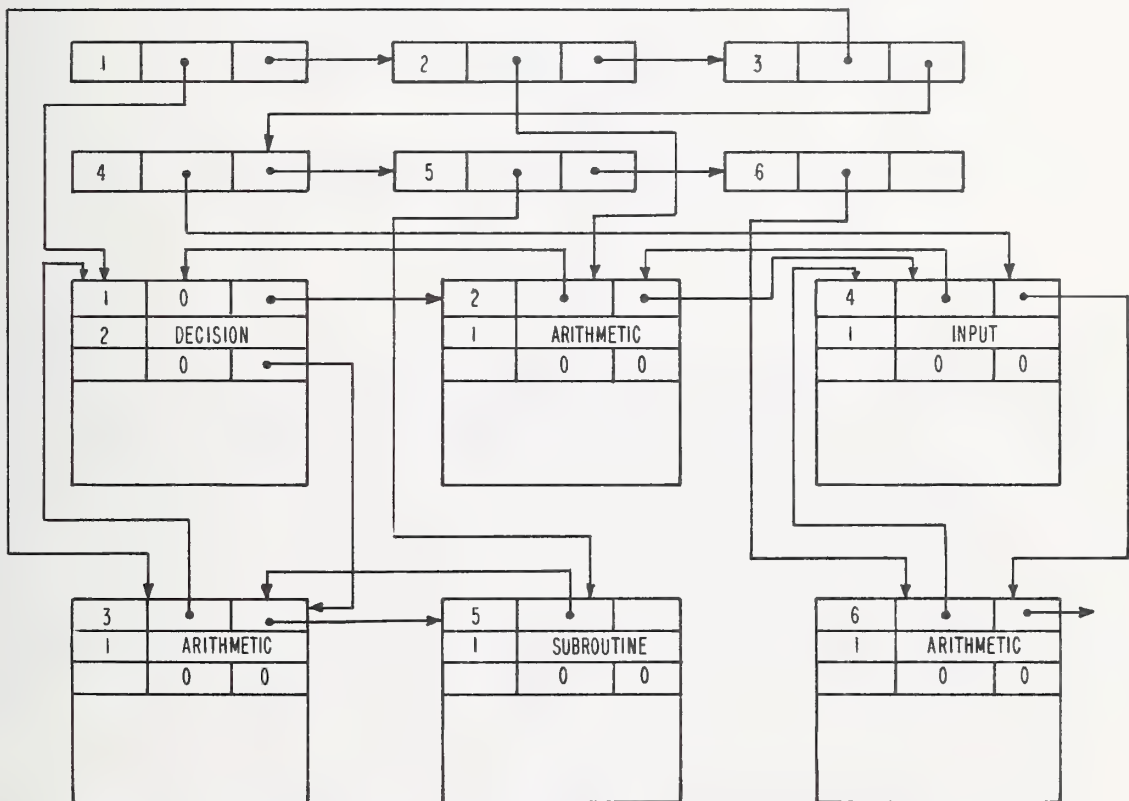 1 2 3
4 5 6
1 0
2 DECISION
0
2
1 ARITHMETIC
0 0
4
1 INPUT
0 0
3
1 ARITHMETIC
0 0
5
1 SUBROUTINE
0 0
6
1 ARITHMETIC
0 0